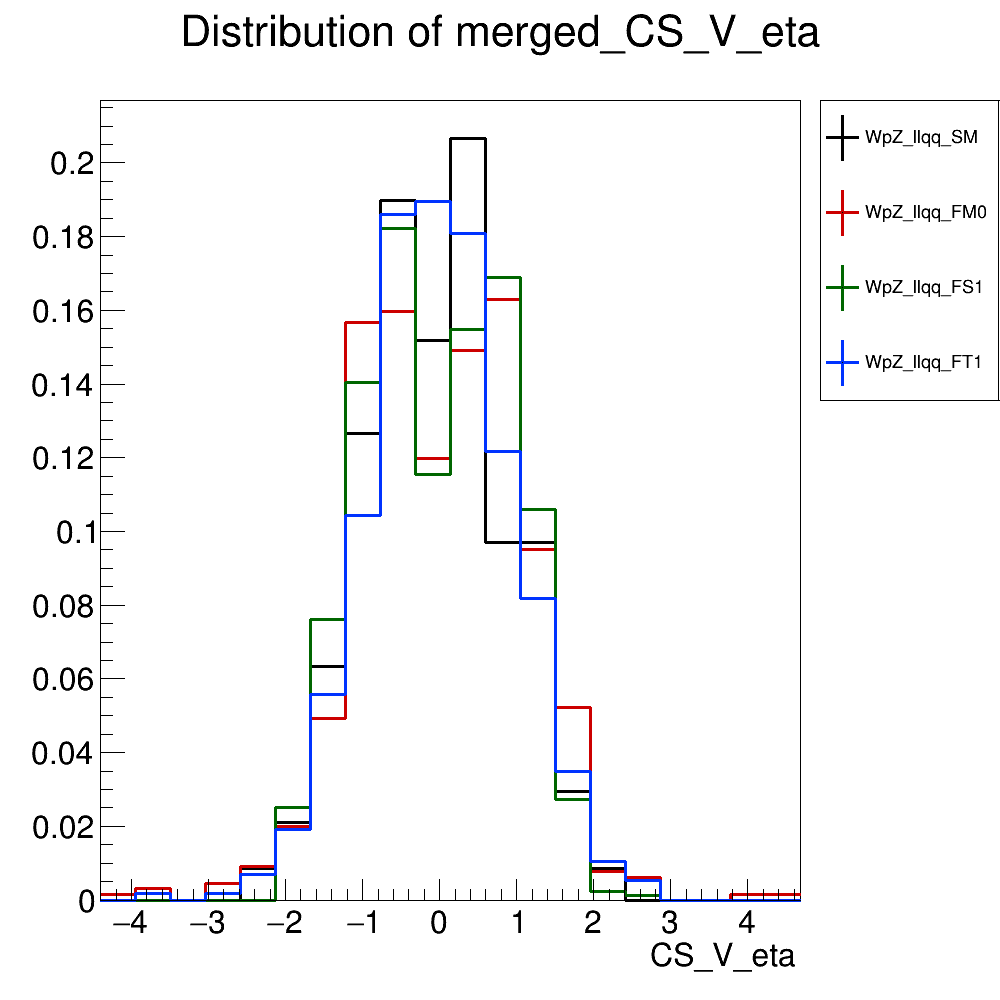 Distribution of merged_CS_V_eta
WpZ_llqq_SM
WpZ_llqq_FM0
WpZ_llqq_FS1
WpZ_llqq_FT1
0.2
0.18
0.16
0.14
0.12
0.1
0.08
0.06
0.04
0.02
0
−4 −3 −2 −1 0 1 2 3 4
CS_V_eta